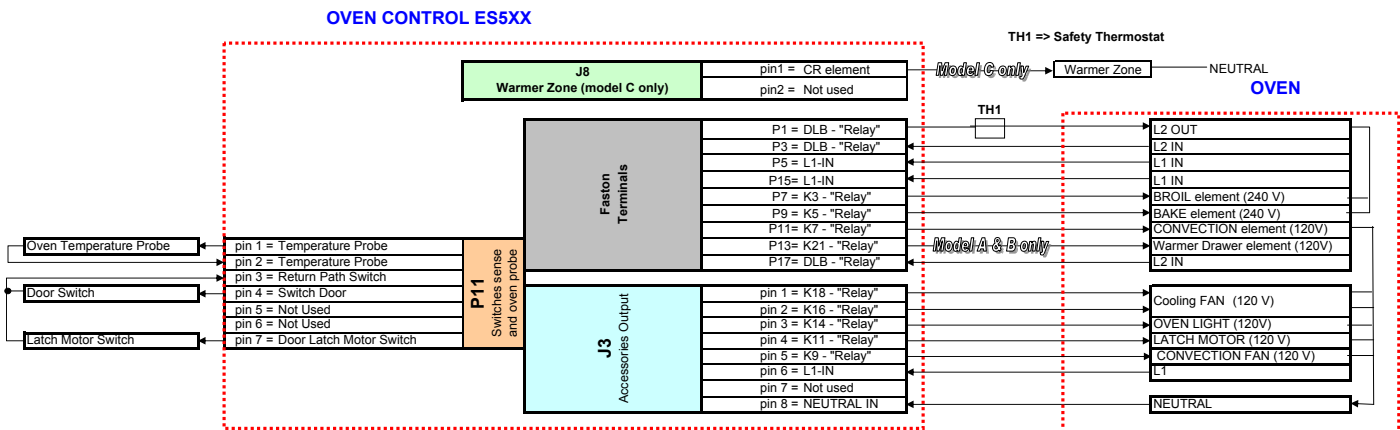 OVEN CONTROL ES5XX
TH1 => Safety Thermostat
J8
Warmer Zone (model C only)
pin1 = CR element
pin2 = Not used
Model C only
Warmer Zone
NEUTRAL
OVEN
TH1
Faston
Terminals
P1 = DLB - "Relay"
P3 = DLB - "Relay"
P5 = L1-IN
P15= L1-IN
P7 = K3 - "Relay"
P9 = K5 - "Relay"
P11= K7 - "Relay"
P13= K21 - "Relay"
P17= DLB - "Relay"
Model A & B only
L2 OUT
L2 IN
L1 IN
L1 IN
BROIL element (240 V)
BAKE element (240 V)
CONVECTION element (120V)
Warmer Drawer element (120V)
L2 IN
Oven Temperature Probe
Door Switch
Latch Motor Switch
pin 1 = Temperature Probe
pin 2 = Temperature Probe
pin 3 = Return Path Switch
pin 4 = Switch Door
pin 5 = Not Used
pin 6 = Not Used
pin 7 = Door Latch Motor Switch
P11
Switches sense
and oven probe
J3
Accessories Output
pin 1 = K18 - "Relay"
pin 2 = K16 - "Relay"
pin 3 = K14 - "Relay"
pin 4 = K11 - "Relay"
pin 5 = K9 - "Relay"
pin 6 = L1-IN
pin 7 = Not used
pin 8 = NEUTRAL IN
Cooling FAN (120 V)
OVEN LIGHT (120V)
LATCH MOTOR (120 V)
CONVECTION FAN (120 V)
L1
NEUTRAL